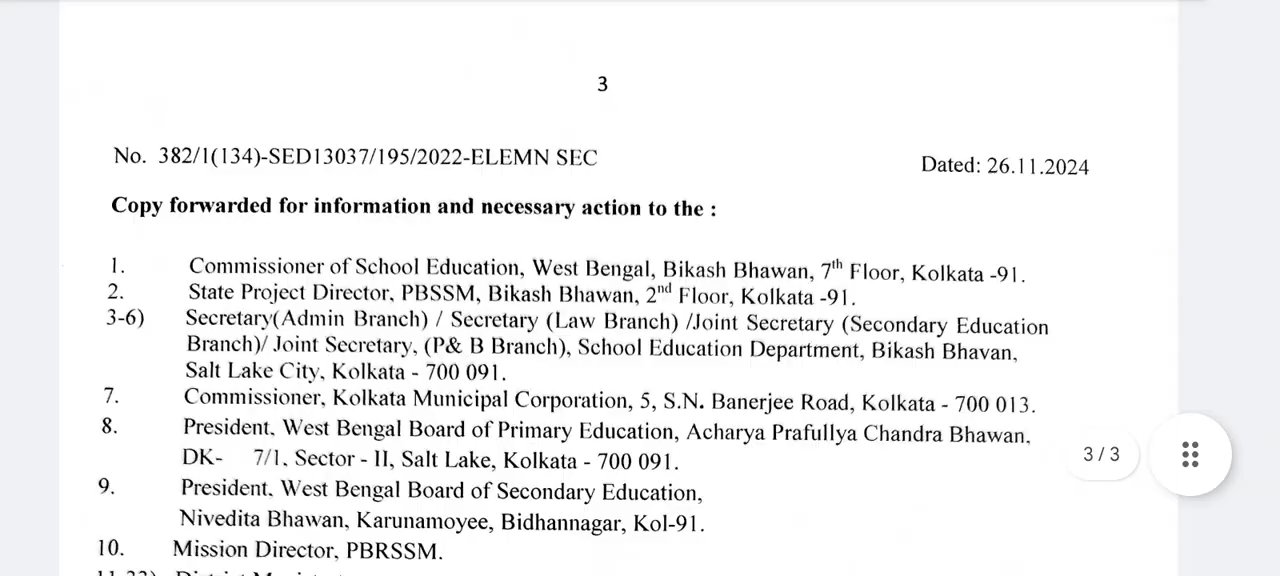 3
No. 382/1(134)-SED13037/195/2022-ELEMN SEC
Dated: 26.11.2024
Copy forwarded for information and necessary action to the :
1. Commissioner of School Education, West Bengal, Bikash Bhawan, 7th Floor, Kolkata -91.
2. State Project Director, PBSSM, Bikash Bhawan, 2nd Floor, Kolkata -91.
3-6) Secretary(Admin Branch) / Secretary (Law Branch) /Joint Secretary (Secondary Education
Branch)/ Joint Secretary, (P& B Branch), School Education Department, Bikash Bhavan,
Salt Lake City, Kolkata - 700 091.
7. Commissioner, Kolkata Municipal Corporation, 5, S.N. Banerjee Road, Kolkata - 700 013.
8. President, West Bengal Board of Primary Education, Acharya Prafullya Chandra Bhawan,
DK- 7/1, Sector - II, Salt Lake, Kolkata - 700 091.
3 / 3
9. President, West Bengal Board of Secondary Education,
Nivedita Bhawan, Karunamoyee, Bidhannagar, Kol-91.
10. Mission Director, PBRSSM.